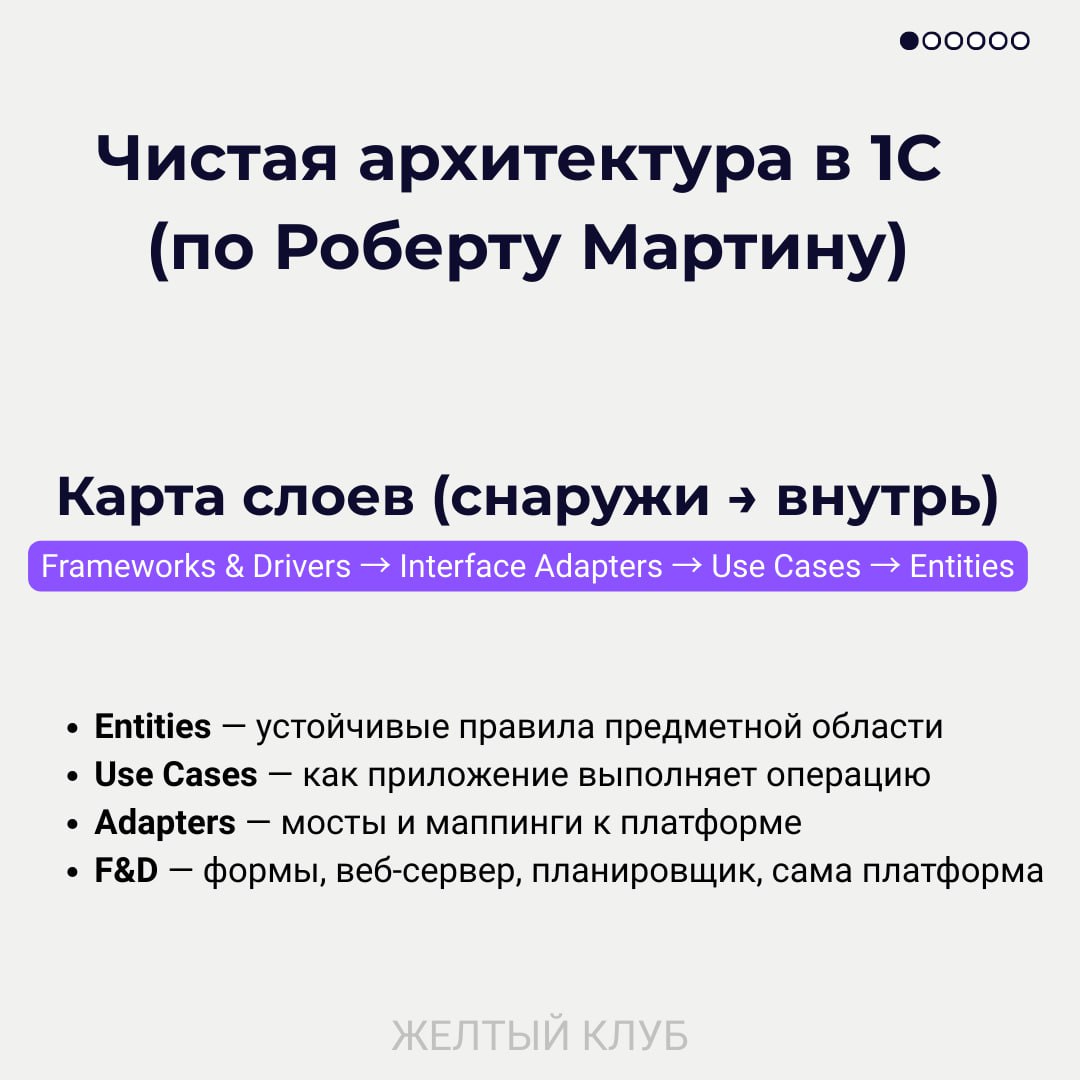 Чистая архитектура в 1С
(по Роберту Мартину)
Карта слоев (снаружи → внутрь)
Frameworks & Drivers → Interface Adapters → Use Cases → Entities
• Entities — устойчивые правила предметной области
• Use Cases — как приложение выполняет операцию
• Adapters — мосты и маппинги к платформе
• F&D — формы, веб-сервер, планировщик, сама платформа
ЖЕЛТЫЙ КЛУБ